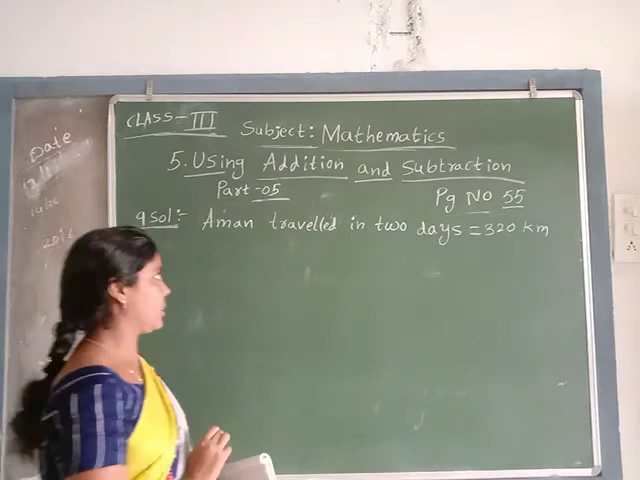 CLASS-III
Subject: Mathematics
5. Using Addition and Subtraction
Part-05
Pg No 55
9 Sol:- Aman travelled in two days = 320 km
Date